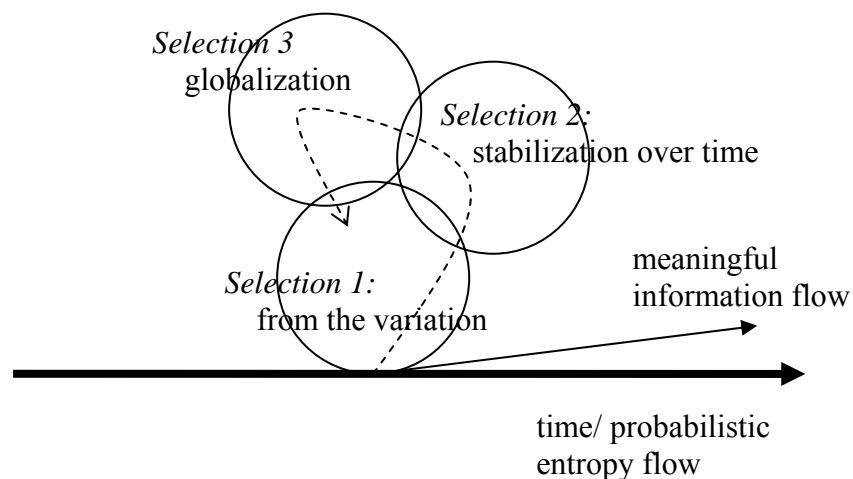 Selection 3
globalization
Selection 2:
stabilization over time
meaningful
information flow
Selection 1:
from the variation
time/ probabilistic
entropy flow